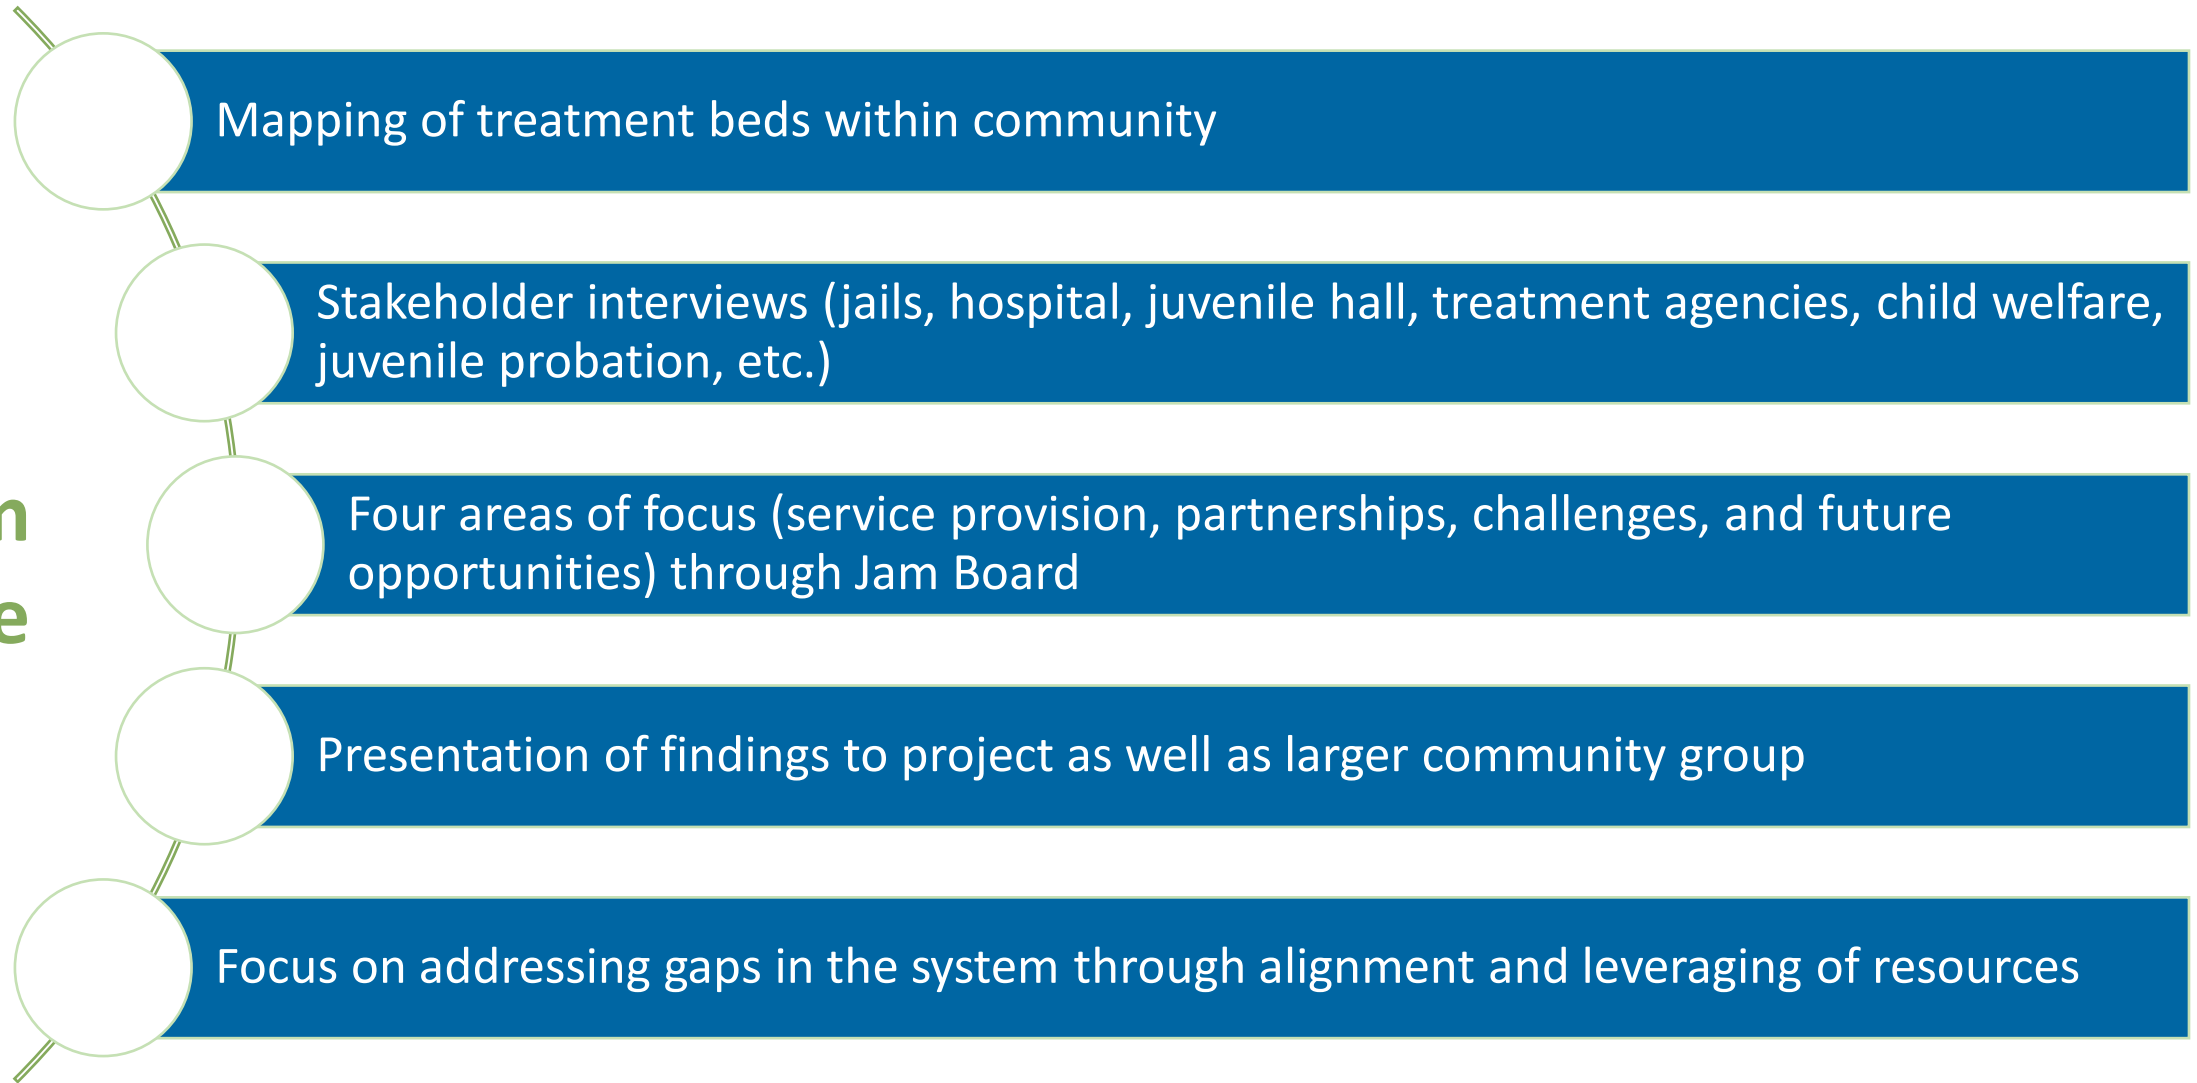 Mapping of treatment beds within community
Stakeholder interviews (jails, hospital, juvenile hall, treatment agencies, child welfare,
juvenile probation, etc.)
Four areas of focus (service provision, partnerships, challenges, and future
opportunities) through Jam Board
Presentation of findings to project as well as larger community group
Focus on addressing gaps in the system through alignment and leveraging of resources